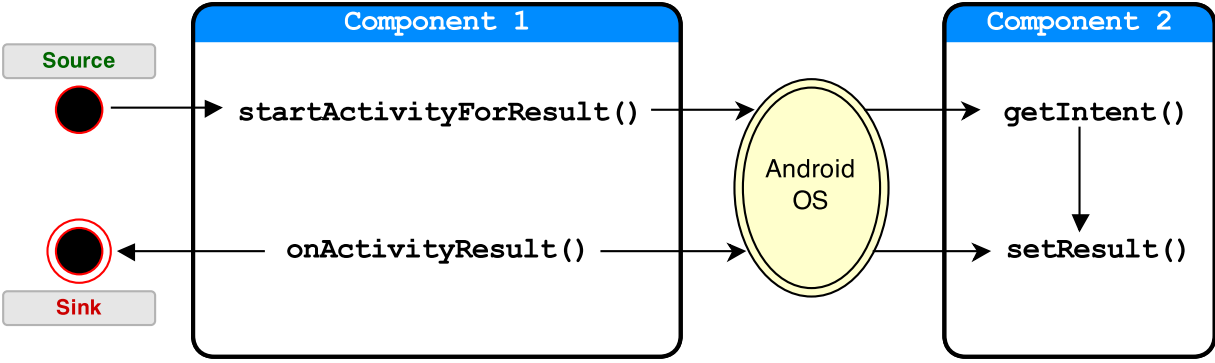 Component 1
Component 2
Source
startActivityForResult()
getIntent()
Android
OS
onActivityResult()
setResult()
Sink